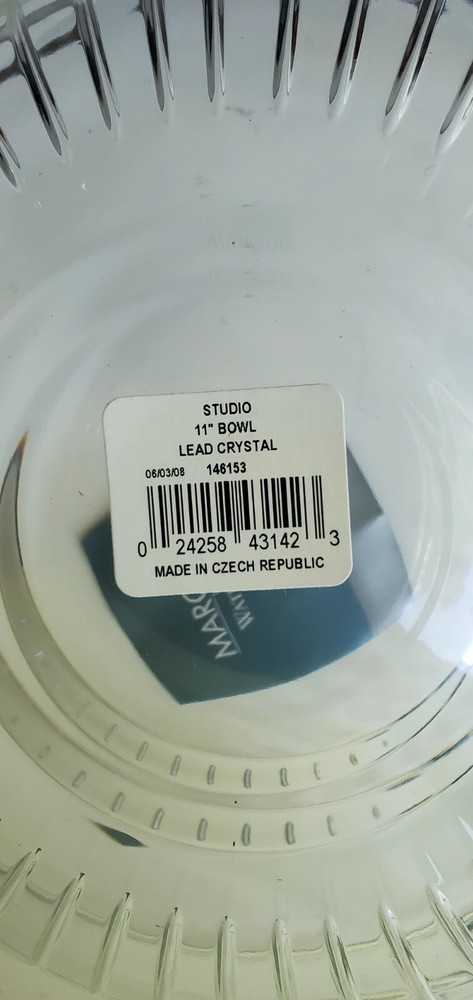 STUDIO
11" BOWL
LEAD CRYSTAL
06/03/08 146153
0 24258 43142 3
MADE IN CZECH REPUBLIC